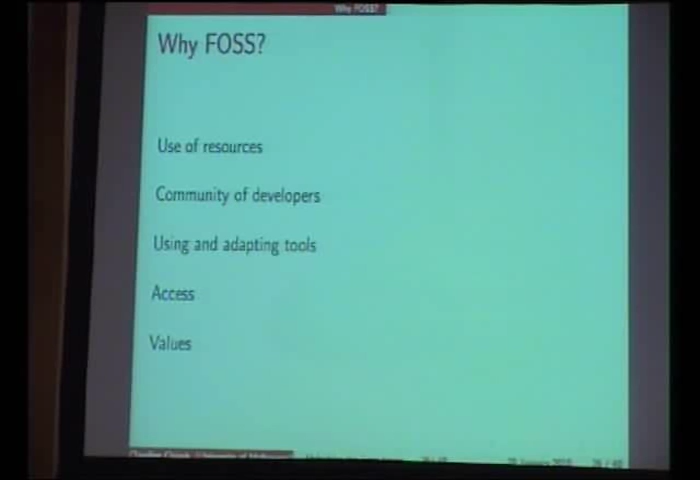 Why FOSS?
Why FOSS?
Use of resources
Community of developers
Using and adapting tools
Access
Values